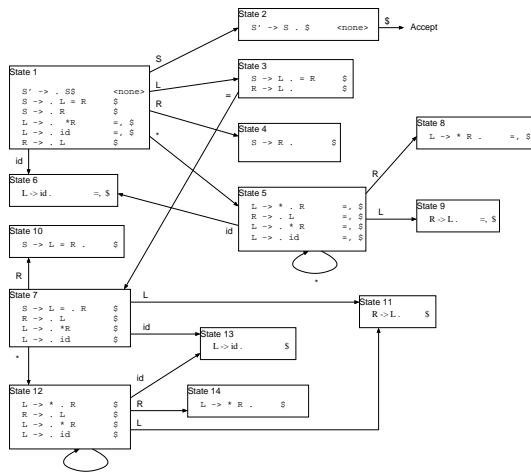 State 2
S' -> S . $ <none>
$
Accept
State 1
S' -> . S$ <none>
S -> . L = R $
S -> . R $
L -> . *R =, $
L -> . id =, $
R -> . L $
S
L
R
*
=
id
State 3
S -> L . = R $
R -> L . $
State 4
S -> R . $
State 8
L -> * R . =, $
State 6
L -> id . =, $
State 5
L -> * . R =, $
R -> . L =, $
L -> . * R =, $
L -> . id =, $
R
L
id
*
State 9
R -> L . =, $
State 10
S -> L = R . $
R
State 7
S -> L = . R $
R -> . L $
L -> . *R $
L -> . id $
L
id
*
State 11
R -> L . $
State 13
L -> id . $
State 12
L -> * . R $
R -> . L $
L -> . * R $
L -> . id $
id
R
L
State 14
L -> * R . $